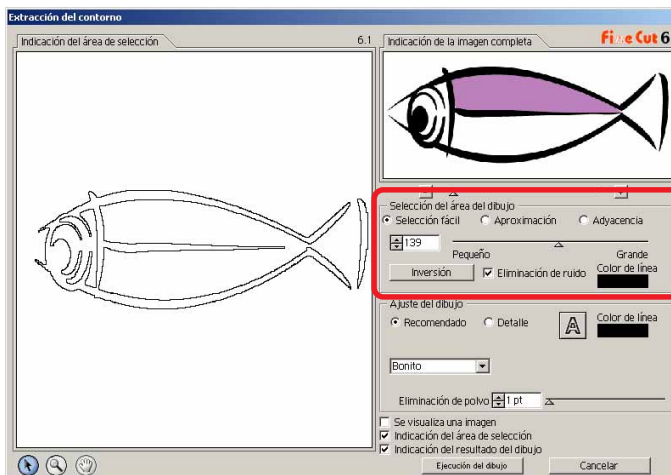 Extracción del contorno
Indicación del área de selección
6.1
Indicación de la imagen completa
Fine Cut 6
Selección del área del dibujo
Selección fácil
Aproximación
Adyacencia
139
Pequeño
Grande
Inversión
Eliminación de ruido
Color de línea
Ajuste del dibujo
Recomendado
Detalle
A
Color de línea
Bonito
Eliminación de polvo
1 pt
Se visualiza una imagen
Indicación del área de selección
Indicación del resultado del dibujo
Ejecución del dibujo
Cancelar